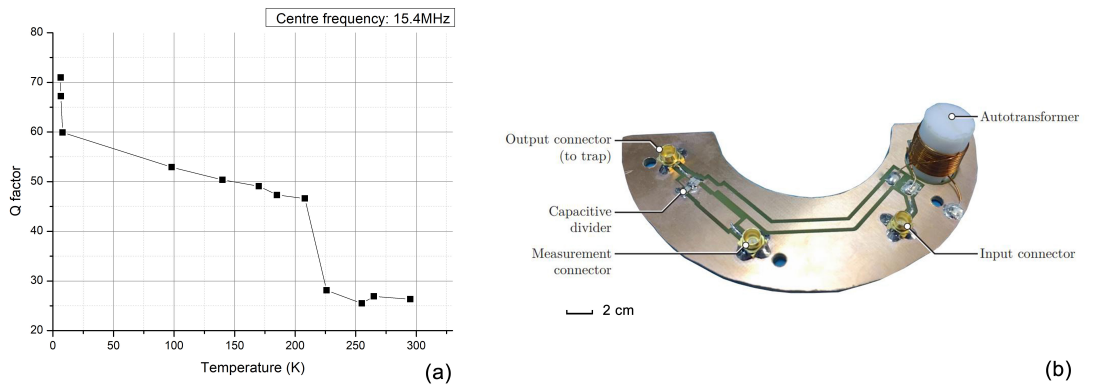 Centre frequency: 15.4MHz
80
70
60
50
40
30
20
Q factor
0
50
100
150
200
250
300
Temperature (K)
(a)
Output connector
(to trap)
Capacitive
divider
Measurement
connector
Autotransformer
Input connector
2 cm
(b)